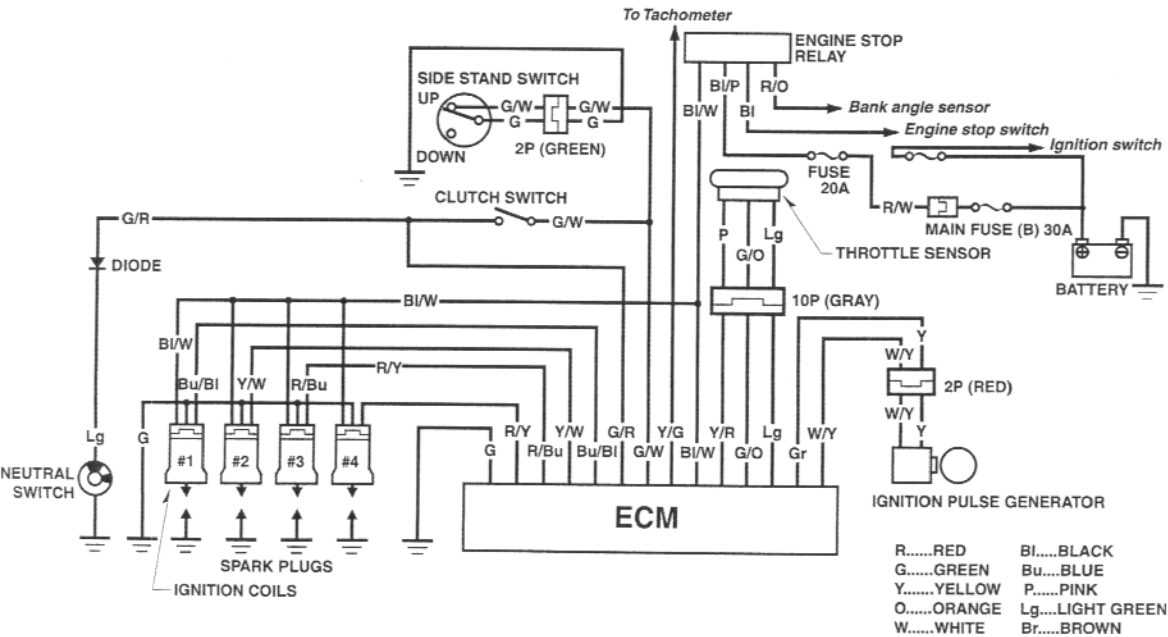 To Tachometer
ENGINE STOP
RELAY
SIDE STAND SWITCH
UP
G/W
G/W
G
G
DOWN
2P (GREEN)
Bl/W
Bl/P
Bl
R/O
Bank angle sensor
Engine stop switch
Ignition switch
FUSE
20A
CLUTCH SWITCH
G/R
G/W
R/W
MAIN FUSE (B) 30A
P
Lg
G/O
THROTTLE SENSOR
DIODE
BATTERY
Bl/W
10P (GRAY)
Bl/W
Y
W/Y
Bu/Bl
Y/W
R/Bu
R/Y
2P (RED)
W/Y
Y
Lg
G
G
R/Y
R/Bu
Y/W
Bu/Bl
G/R
G/W
Y/G
Bl/W
Y/R
G/O
Lg
Gr
W/Y
NEUTRAL
SWITCH
#1
#2
#3
#4
ECM
IGNITION PULSE GENERATOR
SPARK PLUGS
IGNITION COILS
R......RED
Bl.....BLACK
G......GREEN
Bu....BLUE
Y.......YELLOW
P......PINK
O......ORANGE
Lg....LIGHT GREEN
W......WHITE
Br....BROWN